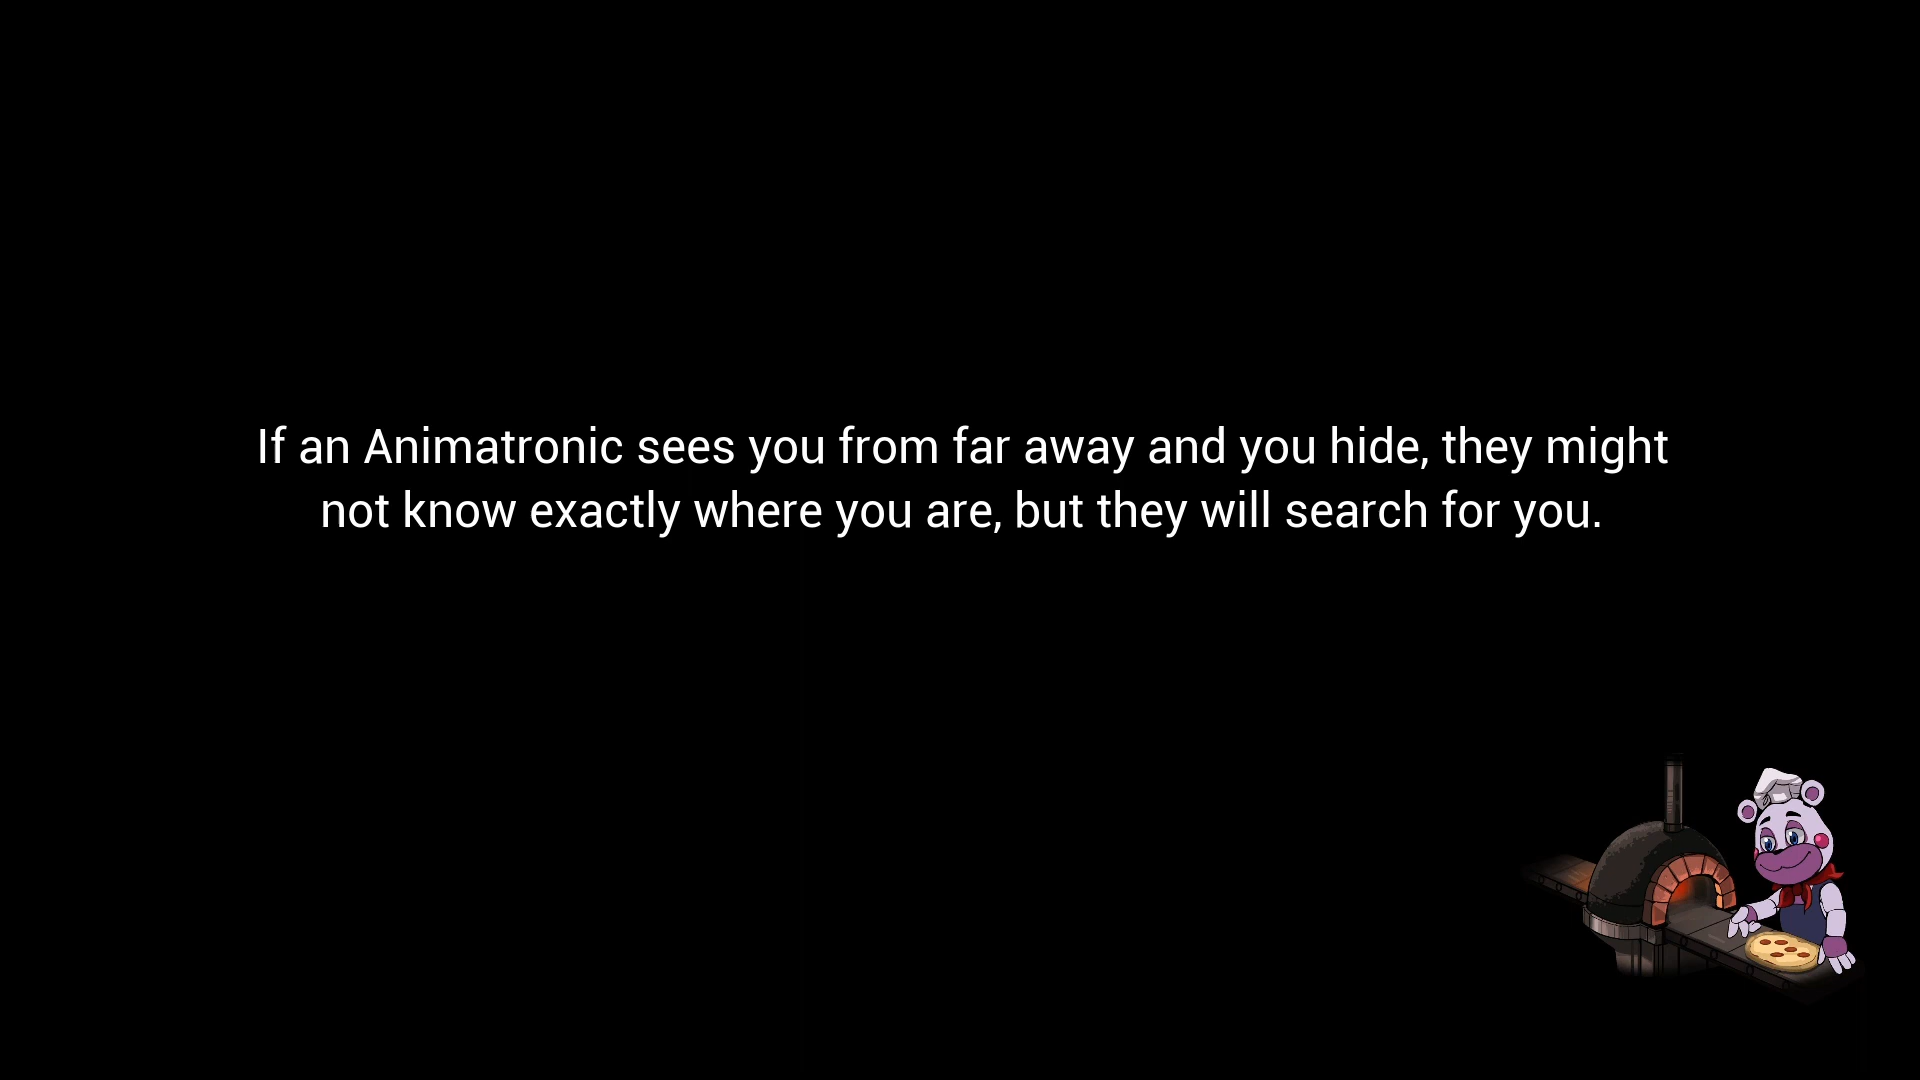 If an Animatronic sees you from far away and you hide, they might
not know exactly where you are, but they will search for you.